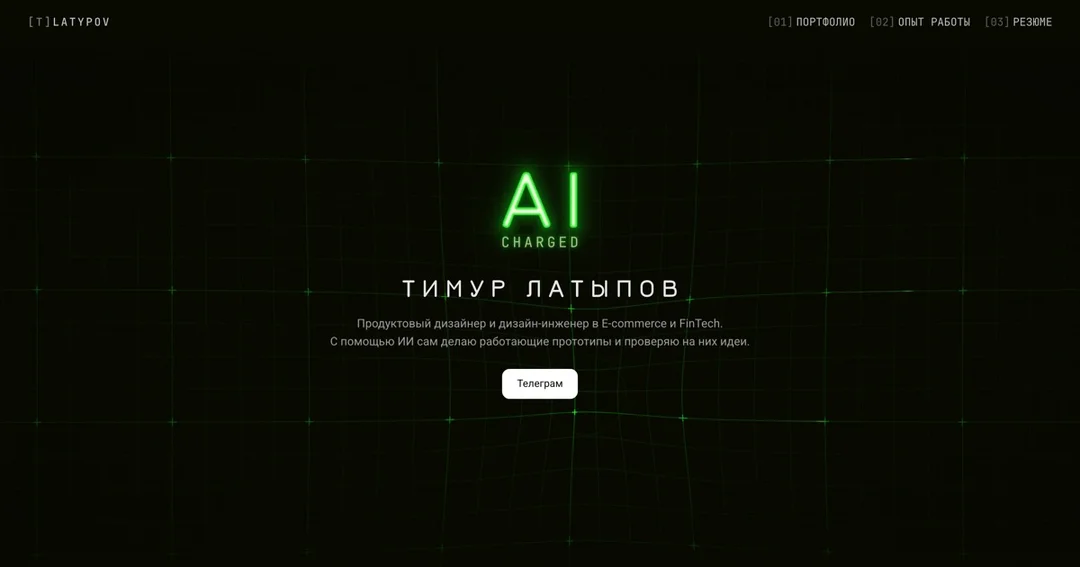 [T]LATYPOV
[01] ПОРТФОЛИО [02] ОПЫТ РАБОТЫ [03] РЕЗЮМЕ
AI
CHARGED
ТИМУР ЛАТЫПОВ
Продуктовый дизайнер и дизайн-инженер в E-commerce и FinTech.
С помощью ИИ сам делаю работающие прототипы и проверяю на них идеи.
Телеграм